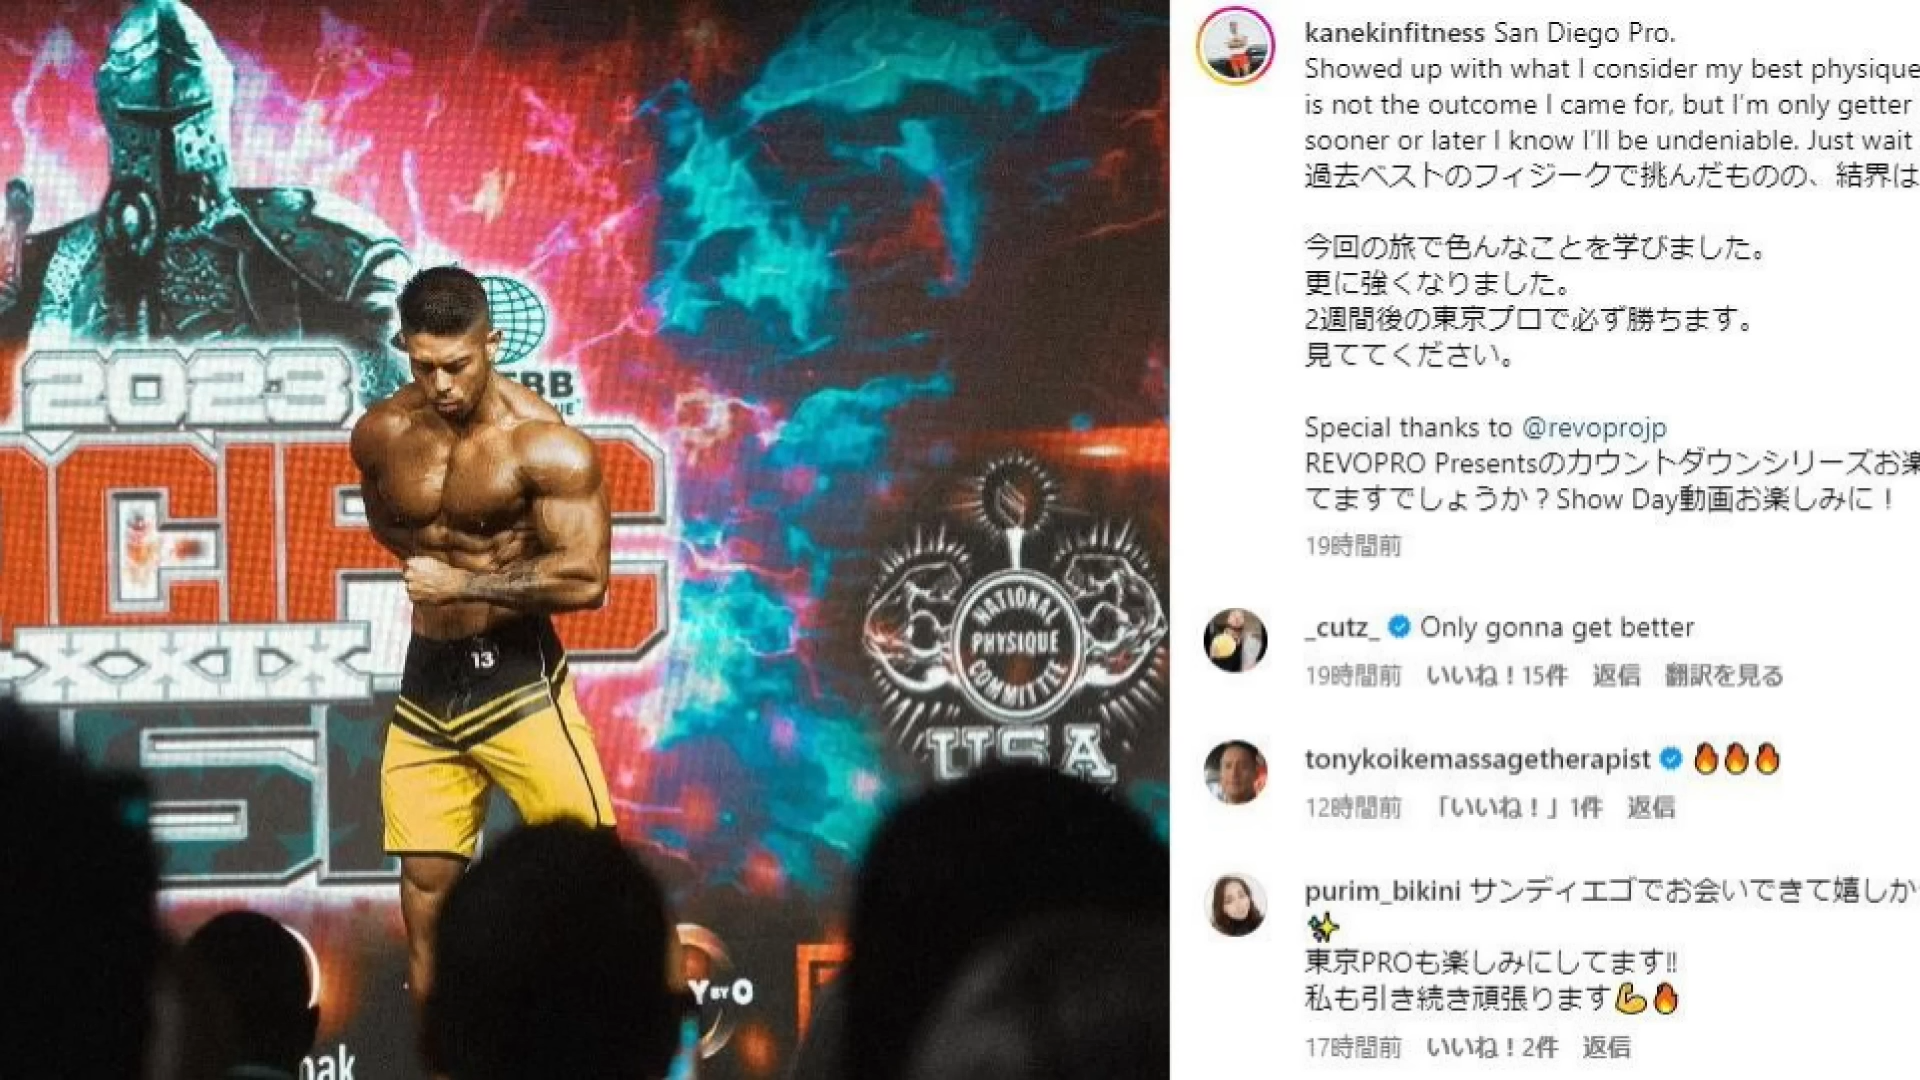 2023
BB
13
NATIONAL
PHYSIQUE
COMMITTEE
USA
Y BY O
kanekinfitness San Diego Pro.
Showed up with what I consider my best physique
is not the outcome I came for, but I'm only getter
sooner or later I know I'll be undeniable. Just wait
過去ベストのフィジークで挑んだものの、結界は
今回の旅で色んなことを学びました。
更に強くなりました。
2週間後の東京プロで必ず勝ちます。
見ててください。
Special thanks to @revoprojp
REVOPRO Presentsのカウントダウンシリーズお楽
てますでしょうか？Show Day動画お楽しみに！
19時間前
_cutz_ Only gonna get better
19時間前 いいね！15件 返信 翻訳を見る
tonykoikemassagetherapist 🔥🔥🔥
12時間前 「いいね！」1件 返信
purim_bikini サンディエゴでお会いできて嬉しか
✨
東京PROも楽しみにしてます‼
私も引き続き頑張ります💪🔥
17時間前 いいね！2件 返信